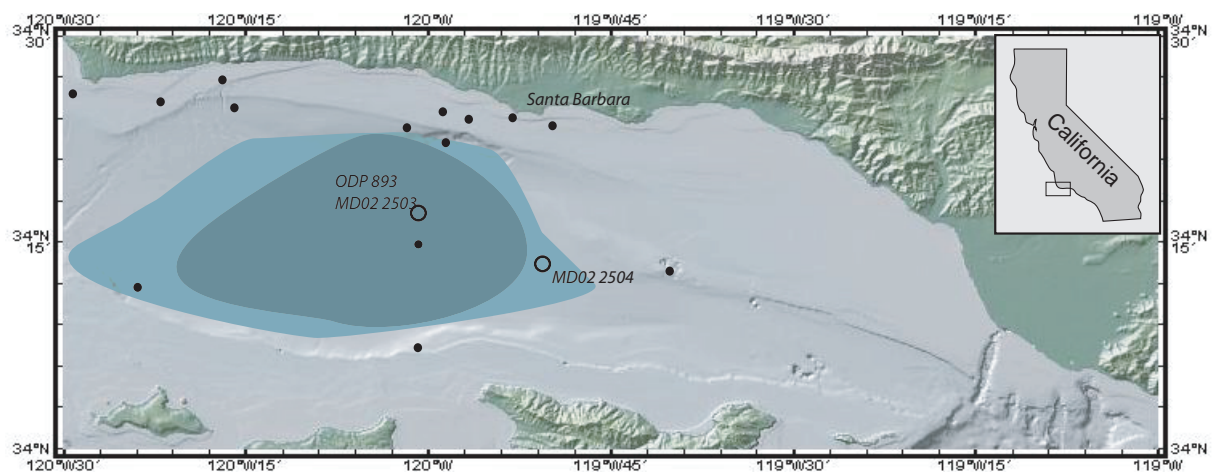 120°W30′ 120°W15′ 120°W 119°W45′ 119°W30′ 119°W15′ 119°W
34°N 34°N
30′ 30′
Santa Barbara
California
ODP 893
MD02 2503
34°N 34°N
15′ 15′
MD02 2504
34°N 34°N
120°W30′ 120°W15′ 120°W 119°W45′ 119°W30′ 119°W15′ 119°W